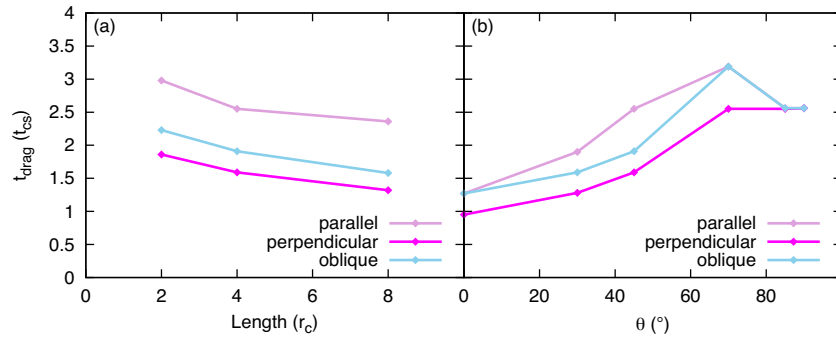 (a)
(b)
4
3.5
3
2.5
2
1.5
1
0.5
0
t_drag (t_cs)
parallel
perpendicular
oblique
parallel
perpendicular
oblique
0 2 4 6 8
0 20 40 60 80
Length (r_c)
θ (°)